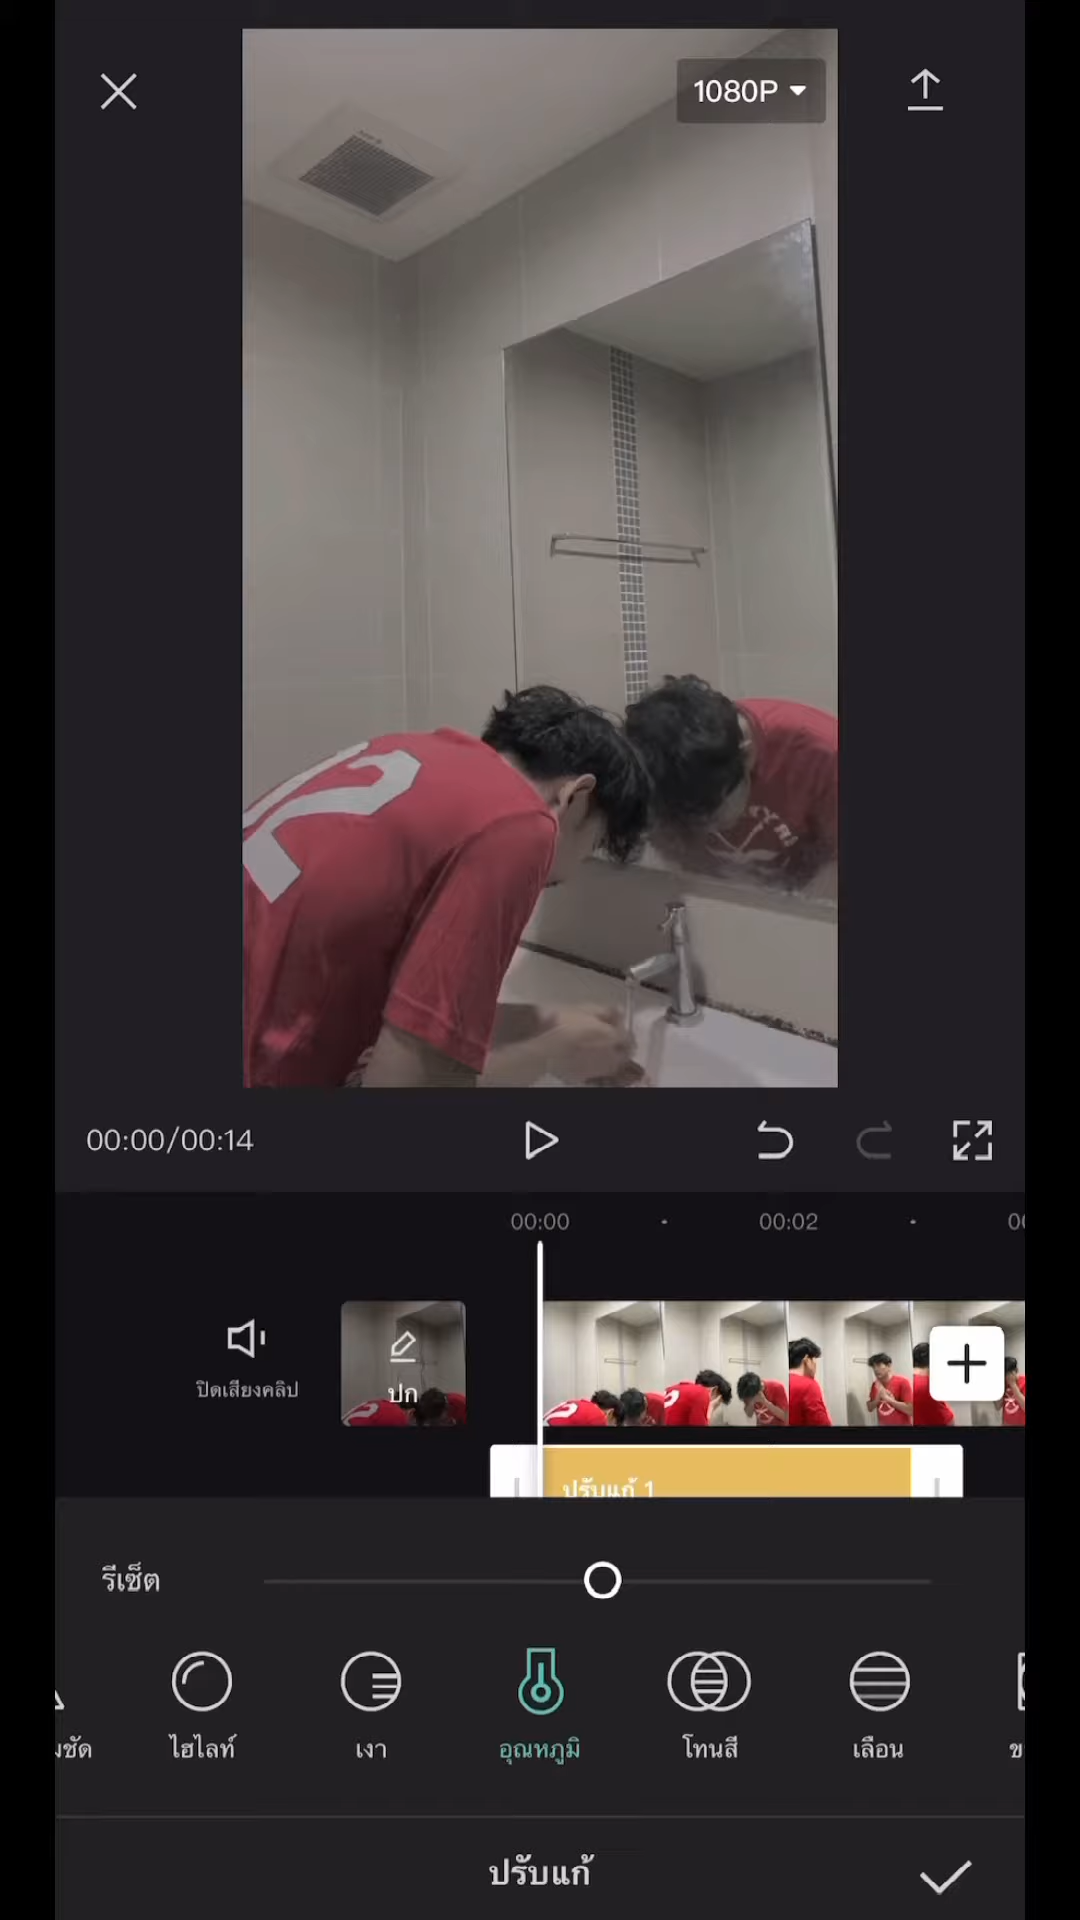 1080P
12
00:00/00:14
00:00
00:02
ปิดเสียงคลิป
ปก
ปรับแก้ 1
รีเซ็ต
ไฮไลท์
เงา
อุณหภูมิ
โทนสี
เลือน
ปรับแก้